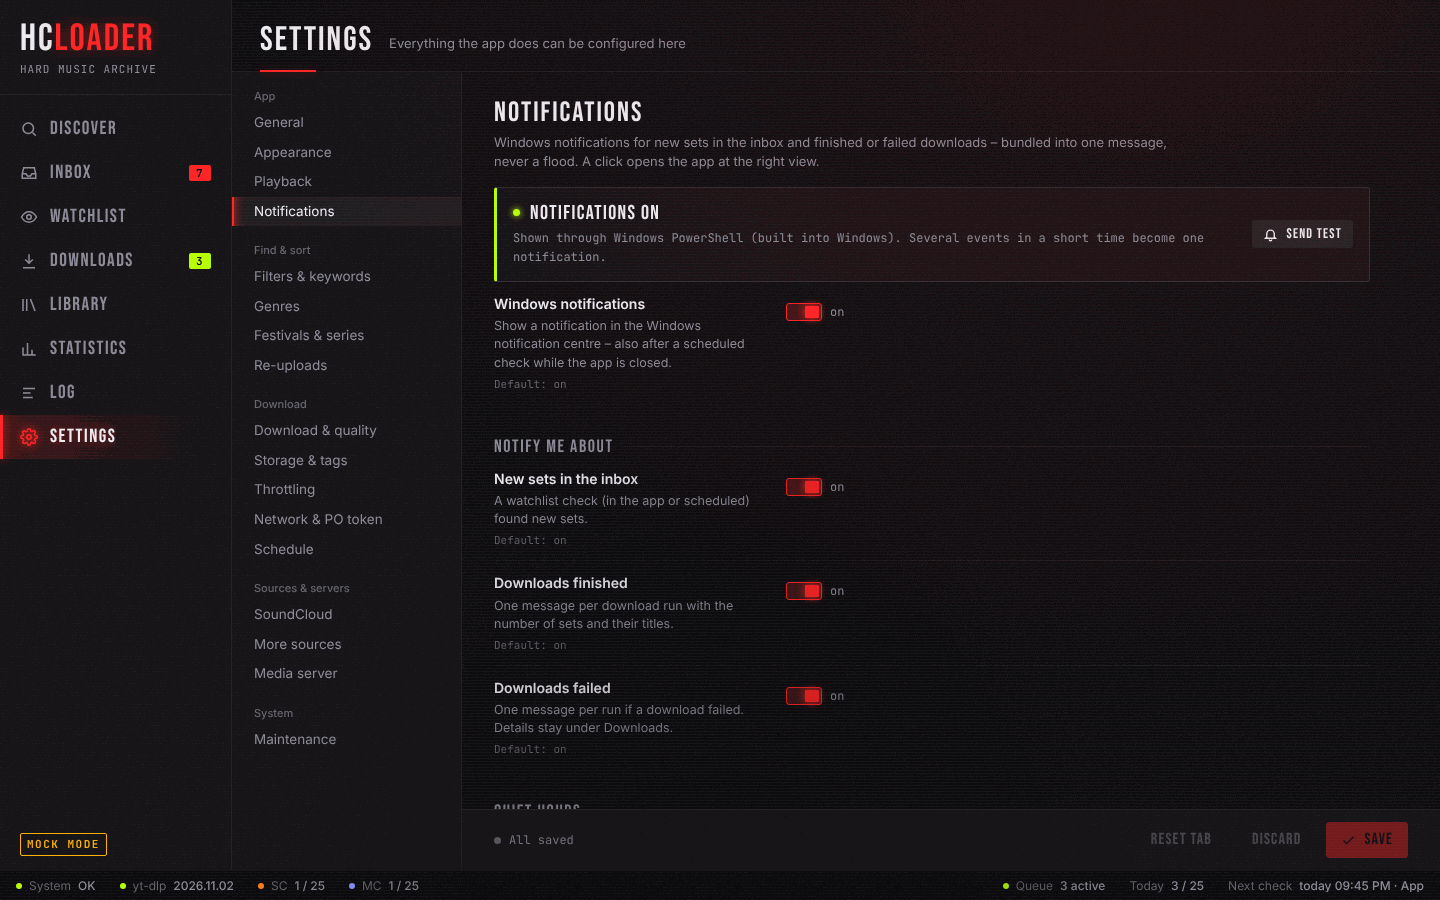 HCLOADER
HARD MUSIC ARCHIVE
DISCOVER
INBOX 7
WATCHLIST
DOWNLOADS 3
LIBRARY
STATISTICS
LOG
SETTINGS
MOCK MODE
SETTINGS Everything the app does can be configured here
App
General
Appearance
Playback
Notifications
Find & sort
Filters & keywords
Genres
Festivals & series
Re-uploads
Download
Download & quality
Storage & tags
Throttling
Network & PO token
Schedule
Sources & servers
SoundCloud
More sources
Media server
System
Maintenance
NOTIFICATIONS
Windows notifications for new sets in the inbox and finished or failed downloads – bundled into one message,
never a flood. A click opens the app at the right view.
NOTIFICATIONS ON
Shown through Windows PowerShell (built into Windows). Several events in a short time become one
notification.
SEND TEST
Windows notifications
on
Show a notification in the Windows
notification centre – also after a scheduled
check while the app is closed.
Default: on
NOTIFY ME ABOUT
New sets in the inbox
on
A watchlist check (in the app or scheduled)
found new sets.
Default: on
Downloads finished
on
One message per download run with the
number of sets and their titles.
Default: on
Downloads failed
on
One message per run if a download failed.
Details stay under Downloads.
Default: on
QUIET HOURS
All saved
RESET TAB DISCARD SAVE
System OK yt-dlp 2026.11.02 SC 1 / 25 MC 1 / 25 Queue 3 active Today 3 / 25 Next check today 09:45 PM · App